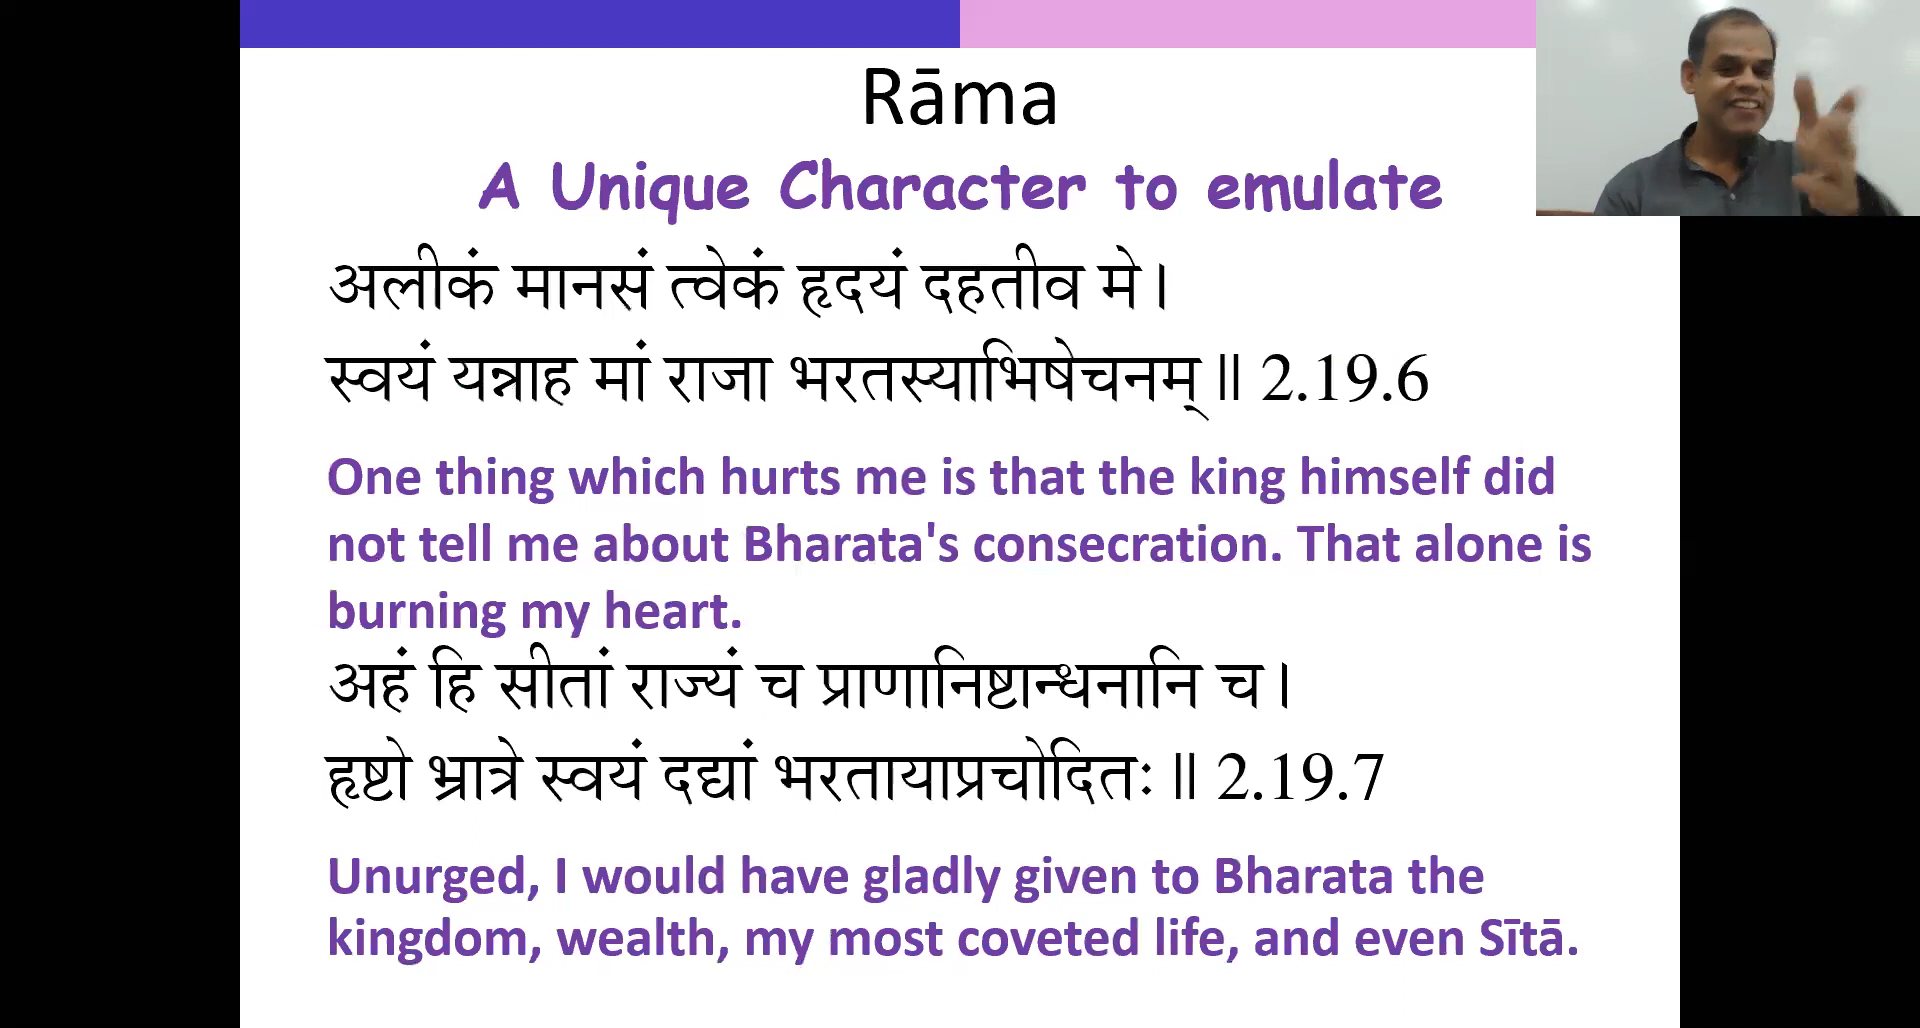 Rāma
A Unique Character to emulate
अलीकं मानसं त्वेकं हृदयं दहतीव मे।
स्वयं यन्नाह मां राजा भरतस्याभिषेचनम् ॥ 2.19.6
One thing which hurts me is that the king himself did
not tell me about Bharata's consecration. That alone is
burning my heart.
अहं हि सीतां राज्यं च प्राणानिष्टान्धनानि च।
हृष्टो भ्रात्रे स्वयं दद्यां भरतायाप्रचोदितः ॥ 2.19.7
Unurged, I would have gladly given to Bharata the
kingdom, wealth, my most coveted life, and even Sītā.